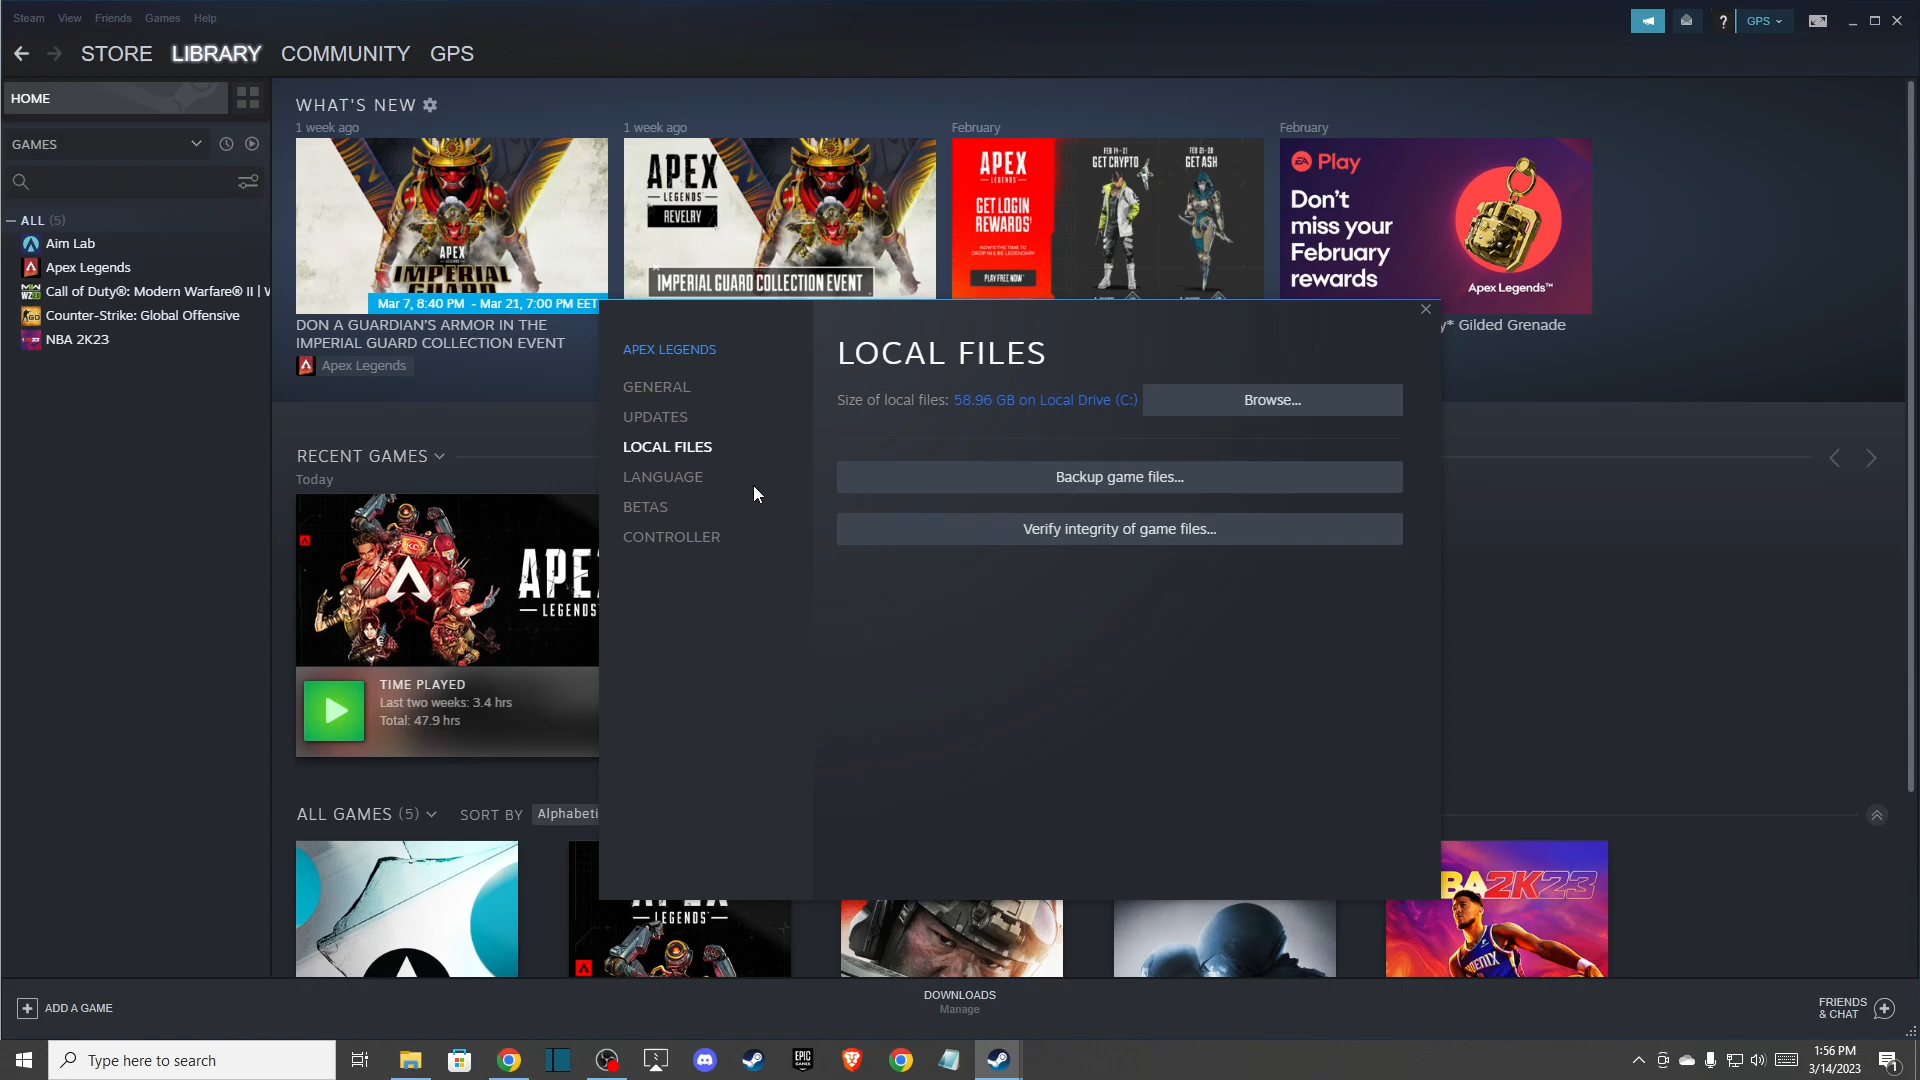 Steam View Friends Games Help
GPS
STORE LIBRARY COMMUNITY GPS
HOME
GAMES
ALL (5)
Aim Lab
Apex Legends
Call of Duty®: Modern Warfare® II |
Counter-Strike: Global Offensive
NBA 2K23
WHAT'S NEW
1 week ago
APEX
IMPERIAL
GUARD
Mar 7, 8:40 PM - Mar 21, 7:00 PM EET
DON A GUARDIAN'S ARMOR IN THE
IMPERIAL GUARD COLLECTION EVENT
Apex Legends
1 week ago
APEX
LEGENDS
REVELRY
IMPERIAL GUARD COLLECTION EVENT
February
APEX
LEGENDS
GET LOGIN
REWARDS!
NOW'S THE TIME TO
DROP IN & BE LEGENDARY
PLAY FREE NOW
FEB 14-21
GET CRYPTO
FEB 21-28
GET ASH
February
EA Play
Don't
miss your
February
rewards
Apex Legends™
y* Gilded Grenade
RECENT GAMES
Today
APE
LEGENDS
TIME PLAYED
Last two weeks: 3.4 hrs
Total: 47.9 hrs
APEX LEGENDS
GENERAL
UPDATES
LOCAL FILES
LANGUAGE
BETAS
CONTROLLER
LOCAL FILES
Size of local files: 58.96 GB on Local Drive (C:)
Browse...
Backup game files...
Verify integrity of game files...
ALL GAMES (5) SORT BY Alphabeti
LEGENDS
BA 2K23
PHOENIX
ADD A GAME
DOWNLOADS
Manage
FRIENDS
& CHAT
Type here to search
EPIC
GAMES
1:56 PM
3/14/2023
1